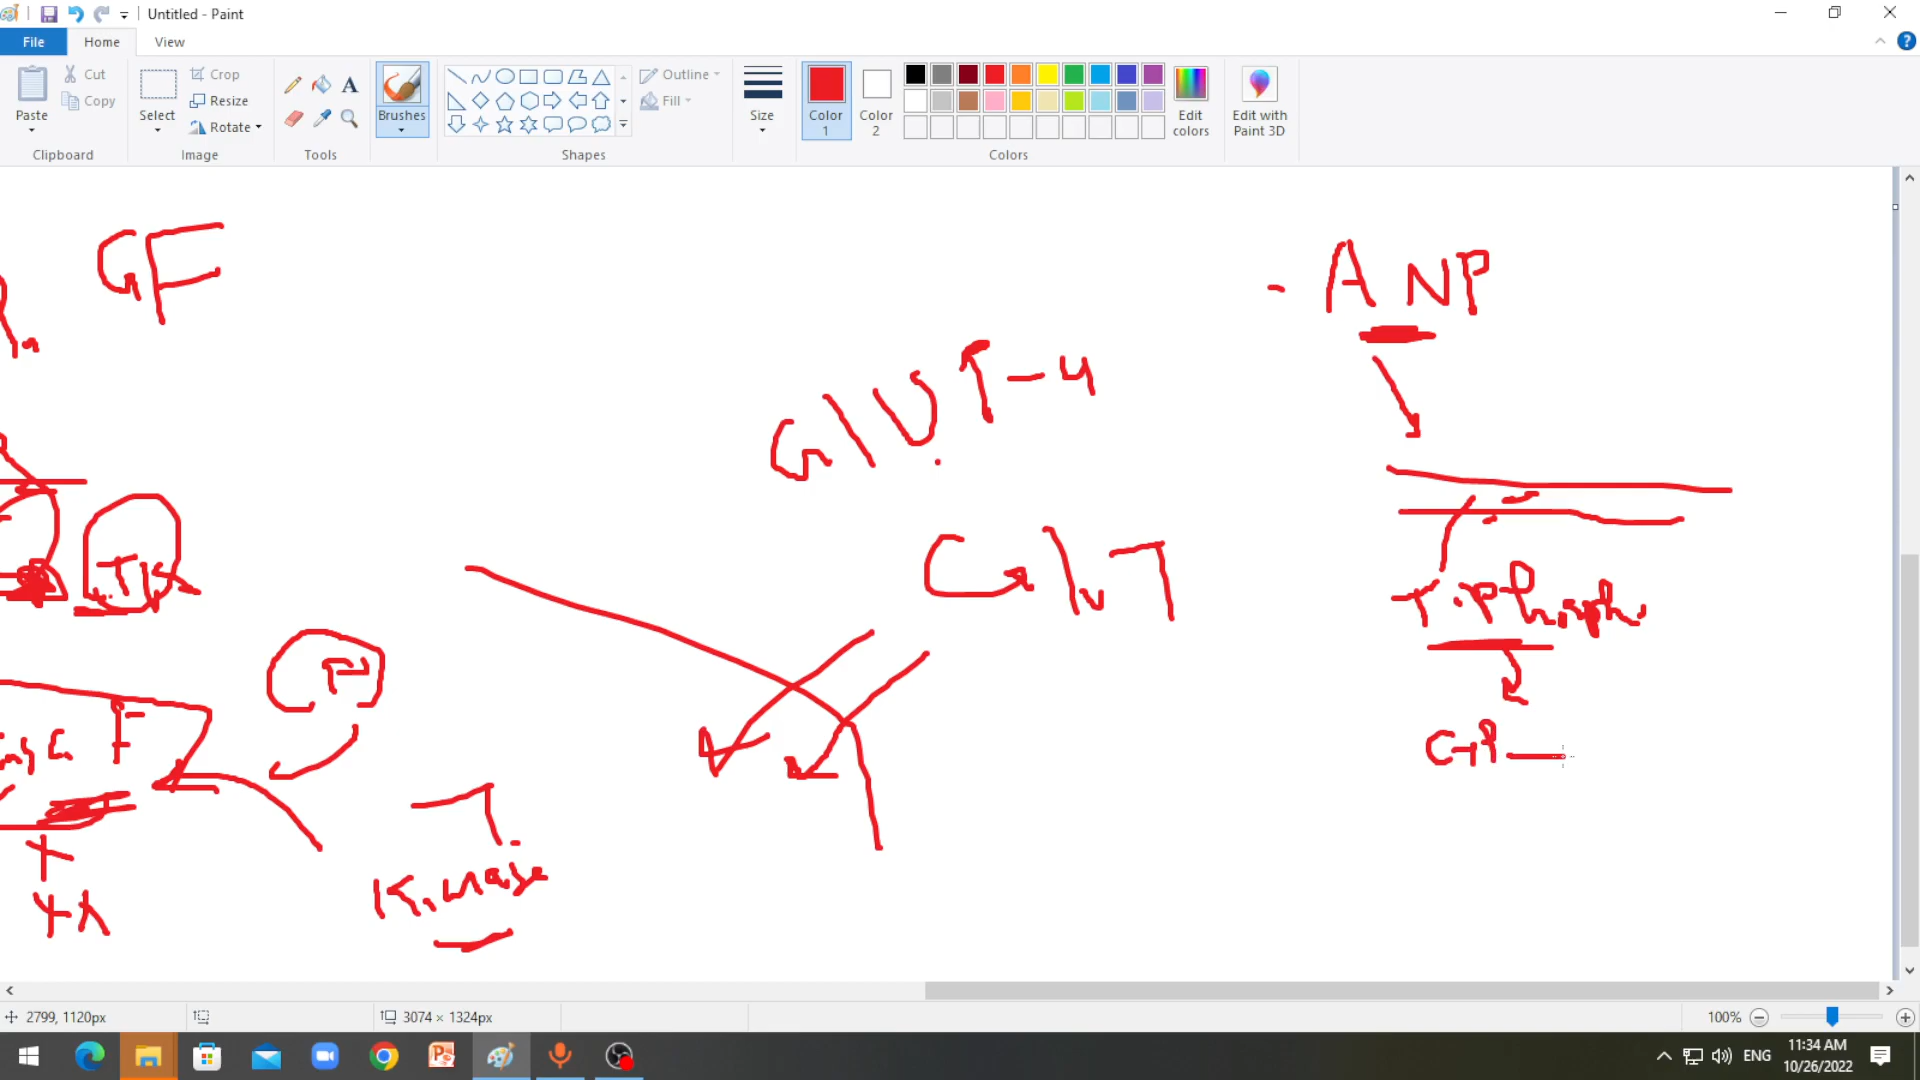 Untitled - Paint
File
Home
View
Paste
Cut
Copy
Clipboard
Select
Crop
Resize
Rotate
Image
Tools
Brushes
Shapes
Outline
Fill
Size
Color
1
Color
2
Edit
colors
Colors
Edit with
Paint 3D
GF
- ANP
GlUT-4
GluT
T.phosph.
GP
T.
Kinase
2799, 1120px
3074 × 1324px
100%
ENG
11:34 AM
10/26/2022